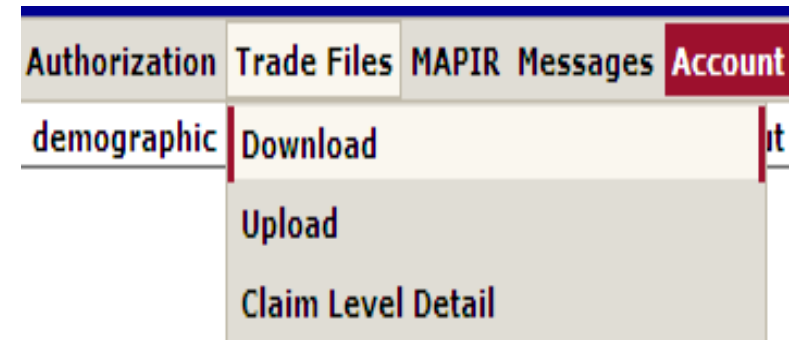 Authorization Trade Files MAPIR Messages Account
demographic Download
Upload
Claim Level Detail